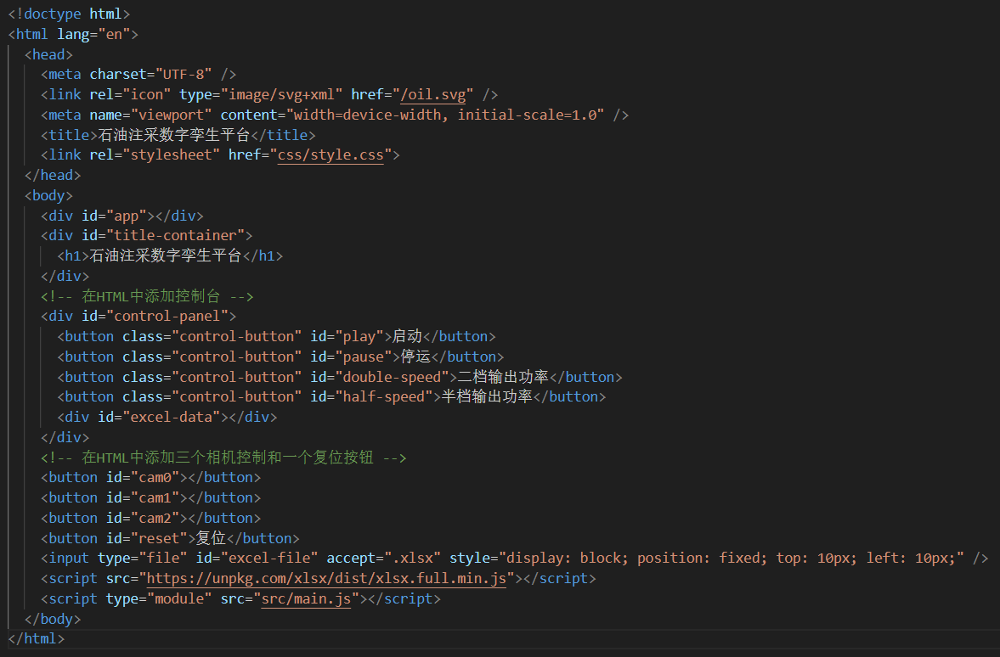 <!doctype html>
<html lang="en">
  <head>
    <meta charset="UTF-8" />
    <link rel="icon" type="image/svg+xml" href="/oil.svg" />
    <meta name="viewport" content="width=device-width, initial-scale=1.0" />
    <title>石油注采数字孪生平台</title>
    <link rel="stylesheet" href="css/style.css">
  </head>
  <body>
    <div id="app"></div>
    <div id="title-container">
      <h1>石油注采数字孪生平台</h1>
    </div>
    <!-- 在HTML中添加控制台 -->
    <div id="control-panel">
      <button class="control-button" id="play">启动</button>
      <button class="control-button" id="pause">停运</button>
      <button class="control-button" id="double-speed">二档输出功率</button>
      <button class="control-button" id="half-speed">半档输出功率</button>
      <div id="excel-data"></div>
    </div>
    <!-- 在HTML中添加三个相机控制和一个复位按钮 -->
    <button id="cam0"></button>
    <button id="cam1"></button>
    <button id="cam2"></button>
    <button id="reset">复位</button>
    <input type="file" id="excel-file" accept=".xlsx" style="display: block; position: fixed; top: 10px; left: 10px;" />
    <script src="https://unpkg.com/xlsx/dist/xlsx.full.min.js"></script>
    <script type="module" src="src/main.js"></script>
  </body>
</html>